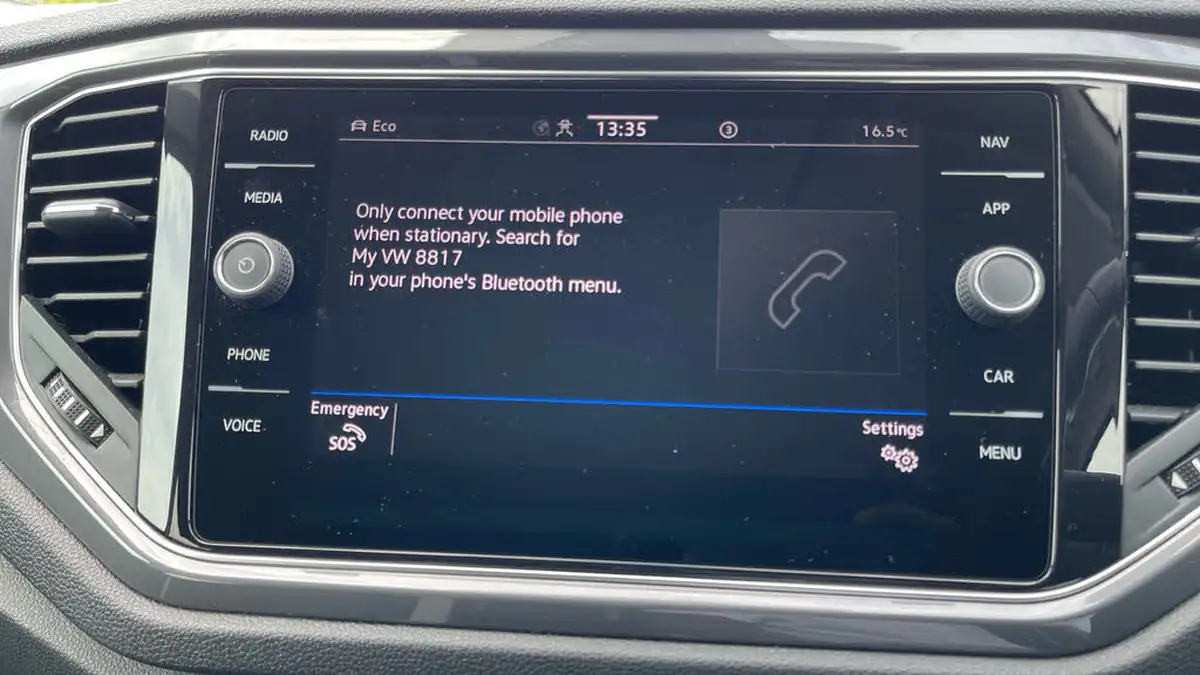 RADIO
MEDIA
PHONE
VOICE
Eco
13:35
3
16.5°C
Only connect your mobile phone
when stationary. Search for
My VW 8817
in your phone's Bluetooth menu.
Emergency
SOS
Settings
NAV
APP
CAR
MENU